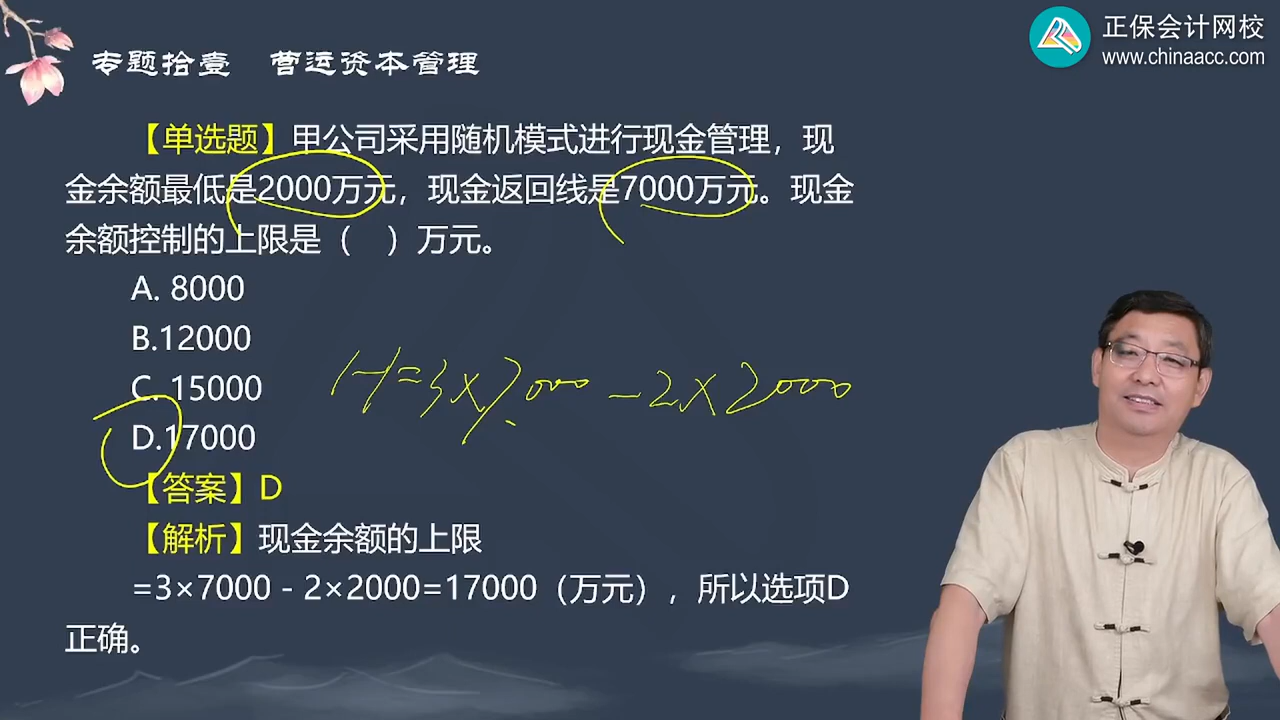 正保会计网校
www.chinaacc.com
专题拾壹 营运资本管理
【单选题】甲公司采用随机模式进行现金管理，现
金余额最低是2000万元，现金返回线是7000万元。现金
余额控制的上限是（ ）万元。
A. 8000
B.12000
C. 15000
D.17000
H=3×7000-2×2000
【答案】D
【解析】现金余额的上限
=3×7000 - 2×2000=17000（万元），所以选项D
正确。